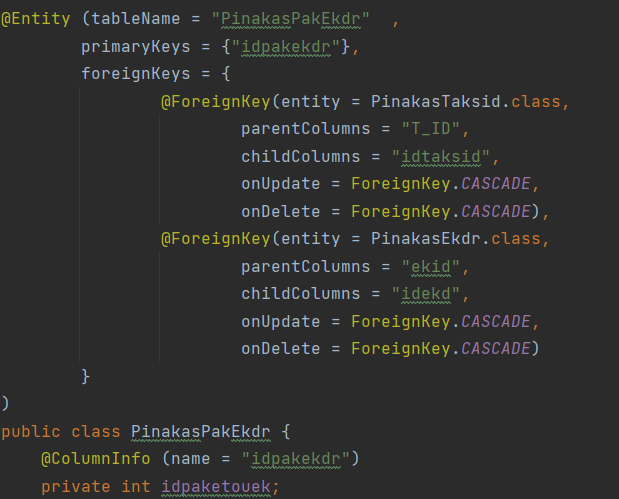 @Entity (tableName = "PinakasPakEkdr"  ,
        primaryKeys = {"idpakekdr"},
        foreignKeys = {
                @ForeignKey(entity = PinakasTaksid.class,
                        parentColumns = "T_ID",
                        childColumns = "idtaksid",
                        onUpdate = ForeignKey.CASCADE,
                        onDelete = ForeignKey.CASCADE),
                @ForeignKey(entity = PinakasEkdr.class,
                        parentColumns = "ekid",
                        childColumns = "idekd",
                        onUpdate = ForeignKey.CASCADE,
                        onDelete = ForeignKey.CASCADE)
        }
)
public class PinakasPakEkdr {
    @ColumnInfo (name = "idpakekdr")
    private int idpaketouek;